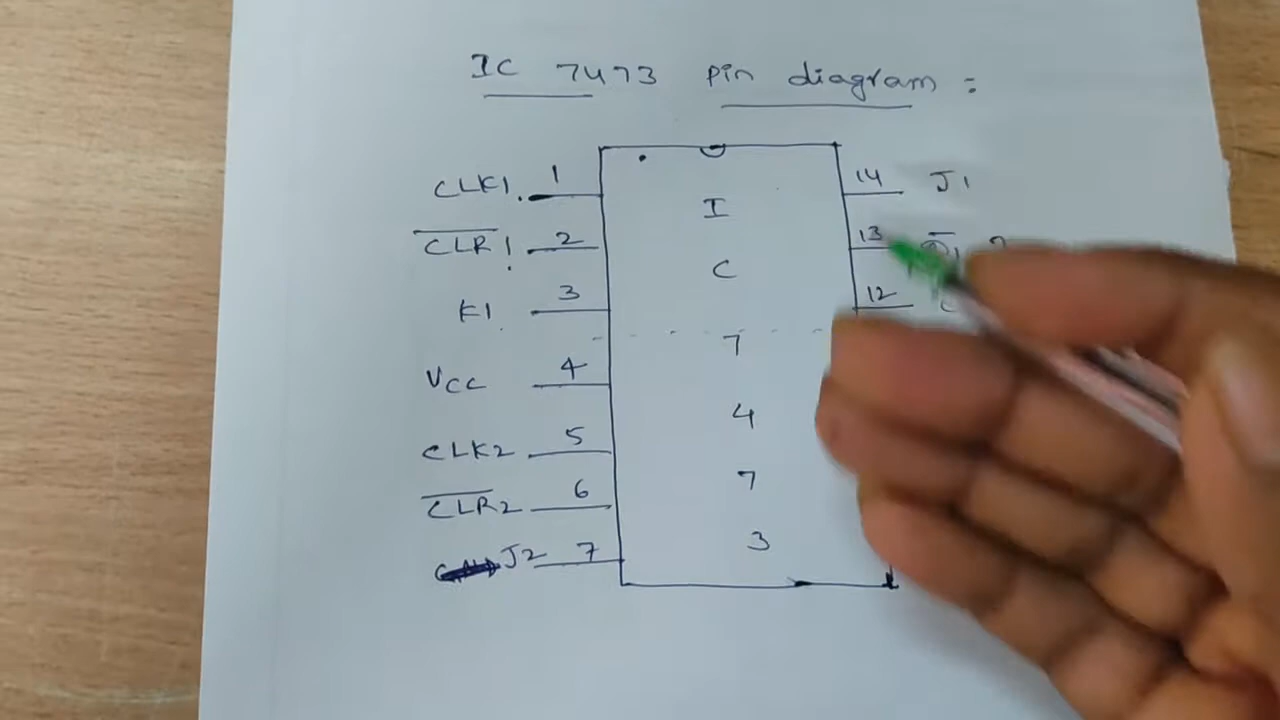 IC 7473 pin diagram :
CLK1 1
CLR1 2
K1 3
VCC 4
CLK2 5
CLR2 6
J2 7
I
C
7
4
7
3
14 J1
13
12